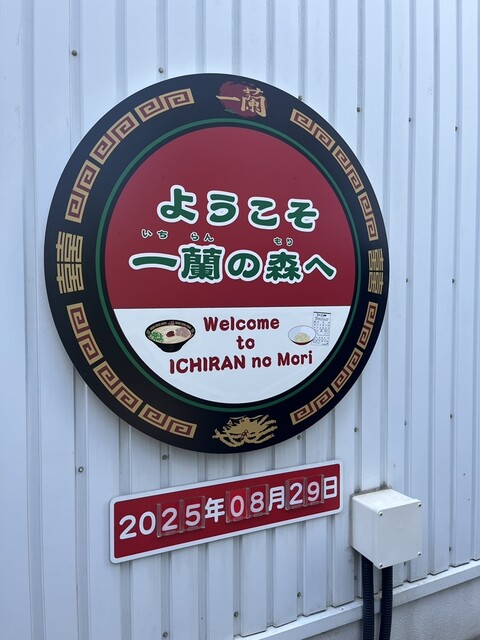 一蘭
ようこそ
いちらん もり
一蘭の森へ
Welcome
to
ICHIRAN no Mori
2025年08月29日